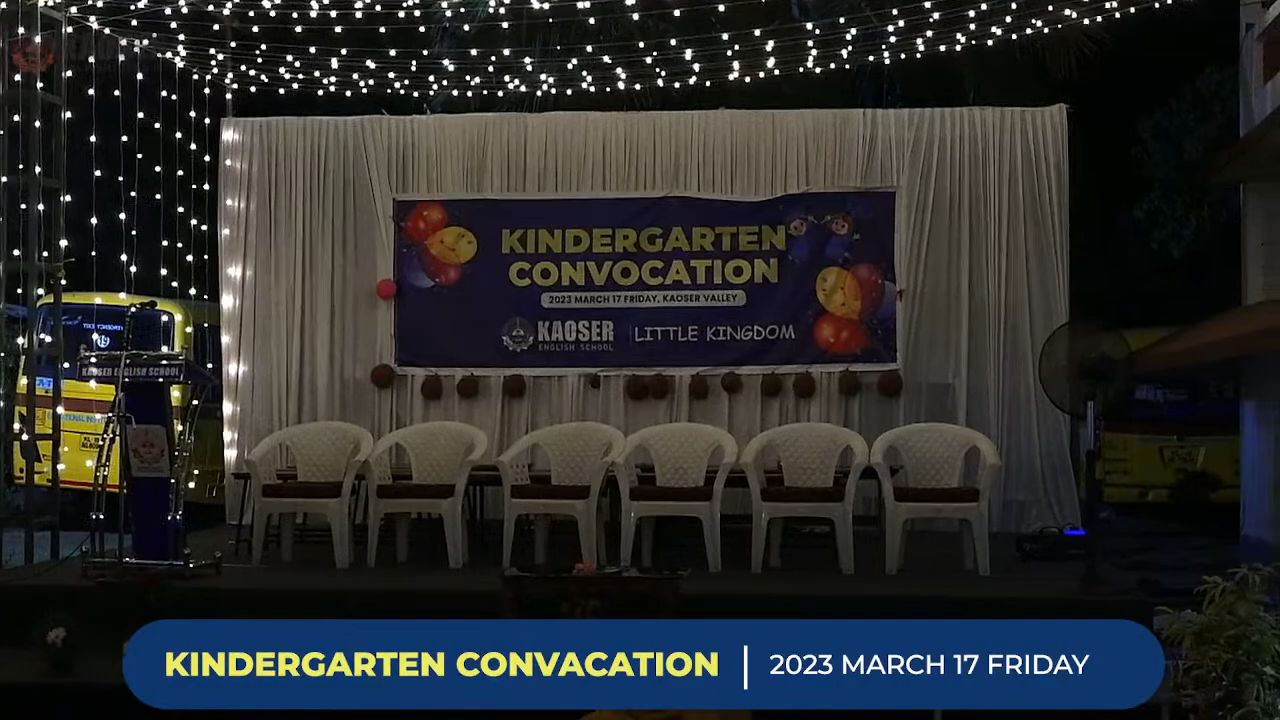 KINDERGARTEN
CONVOCATION
2023 MARCH 17 FRIDAY, KAOSER VALLEY
KAOSER
ENGLISH SCHOOL
LITTLE KINGDOM
KAOSER ENGLISH SCHOOL
KINDERGARTEN CONVACATION
2023 MARCH 17 FRIDAY